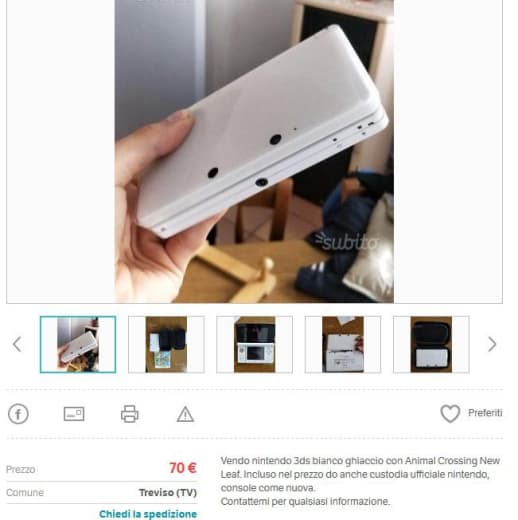 subito
Preferiti
Prezzo
70 €
Comune
Treviso (TV)
Chiedi la spedizione
Vendo nintendo 3ds bianco ghiaccio con Animal Crossing New
Leaf. Incluso nel prezzo do anche custodia ufficiale nintendo,
console come nuova.
Contattemi per qualsiasi informazione.